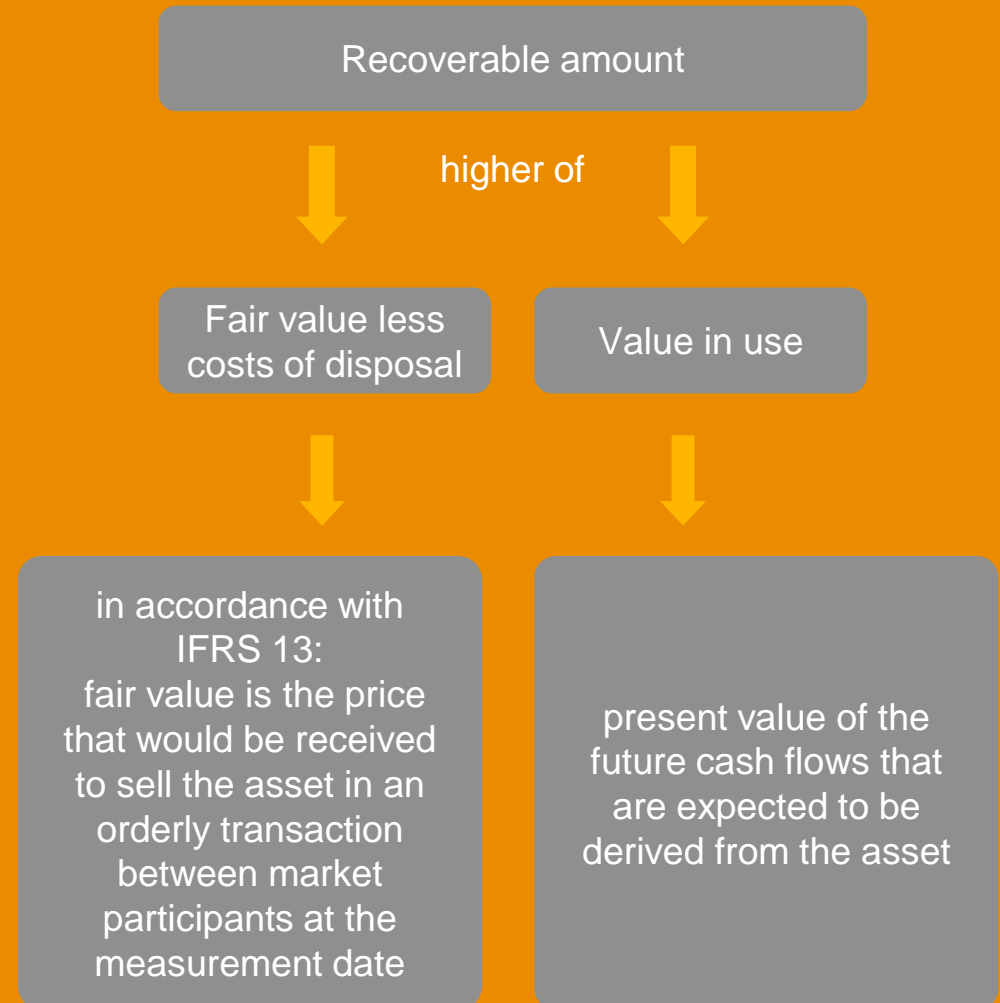 Recoverable amount
higher of
Fair value less
costs of disposal
Value in use
in accordance with
IFRS 13:
fair value is the price
that would be received
to sell the asset in an
orderly transaction
between market
participants at the
measurement date
present value of the
future cash flows that
are expected to be
derived from the asset